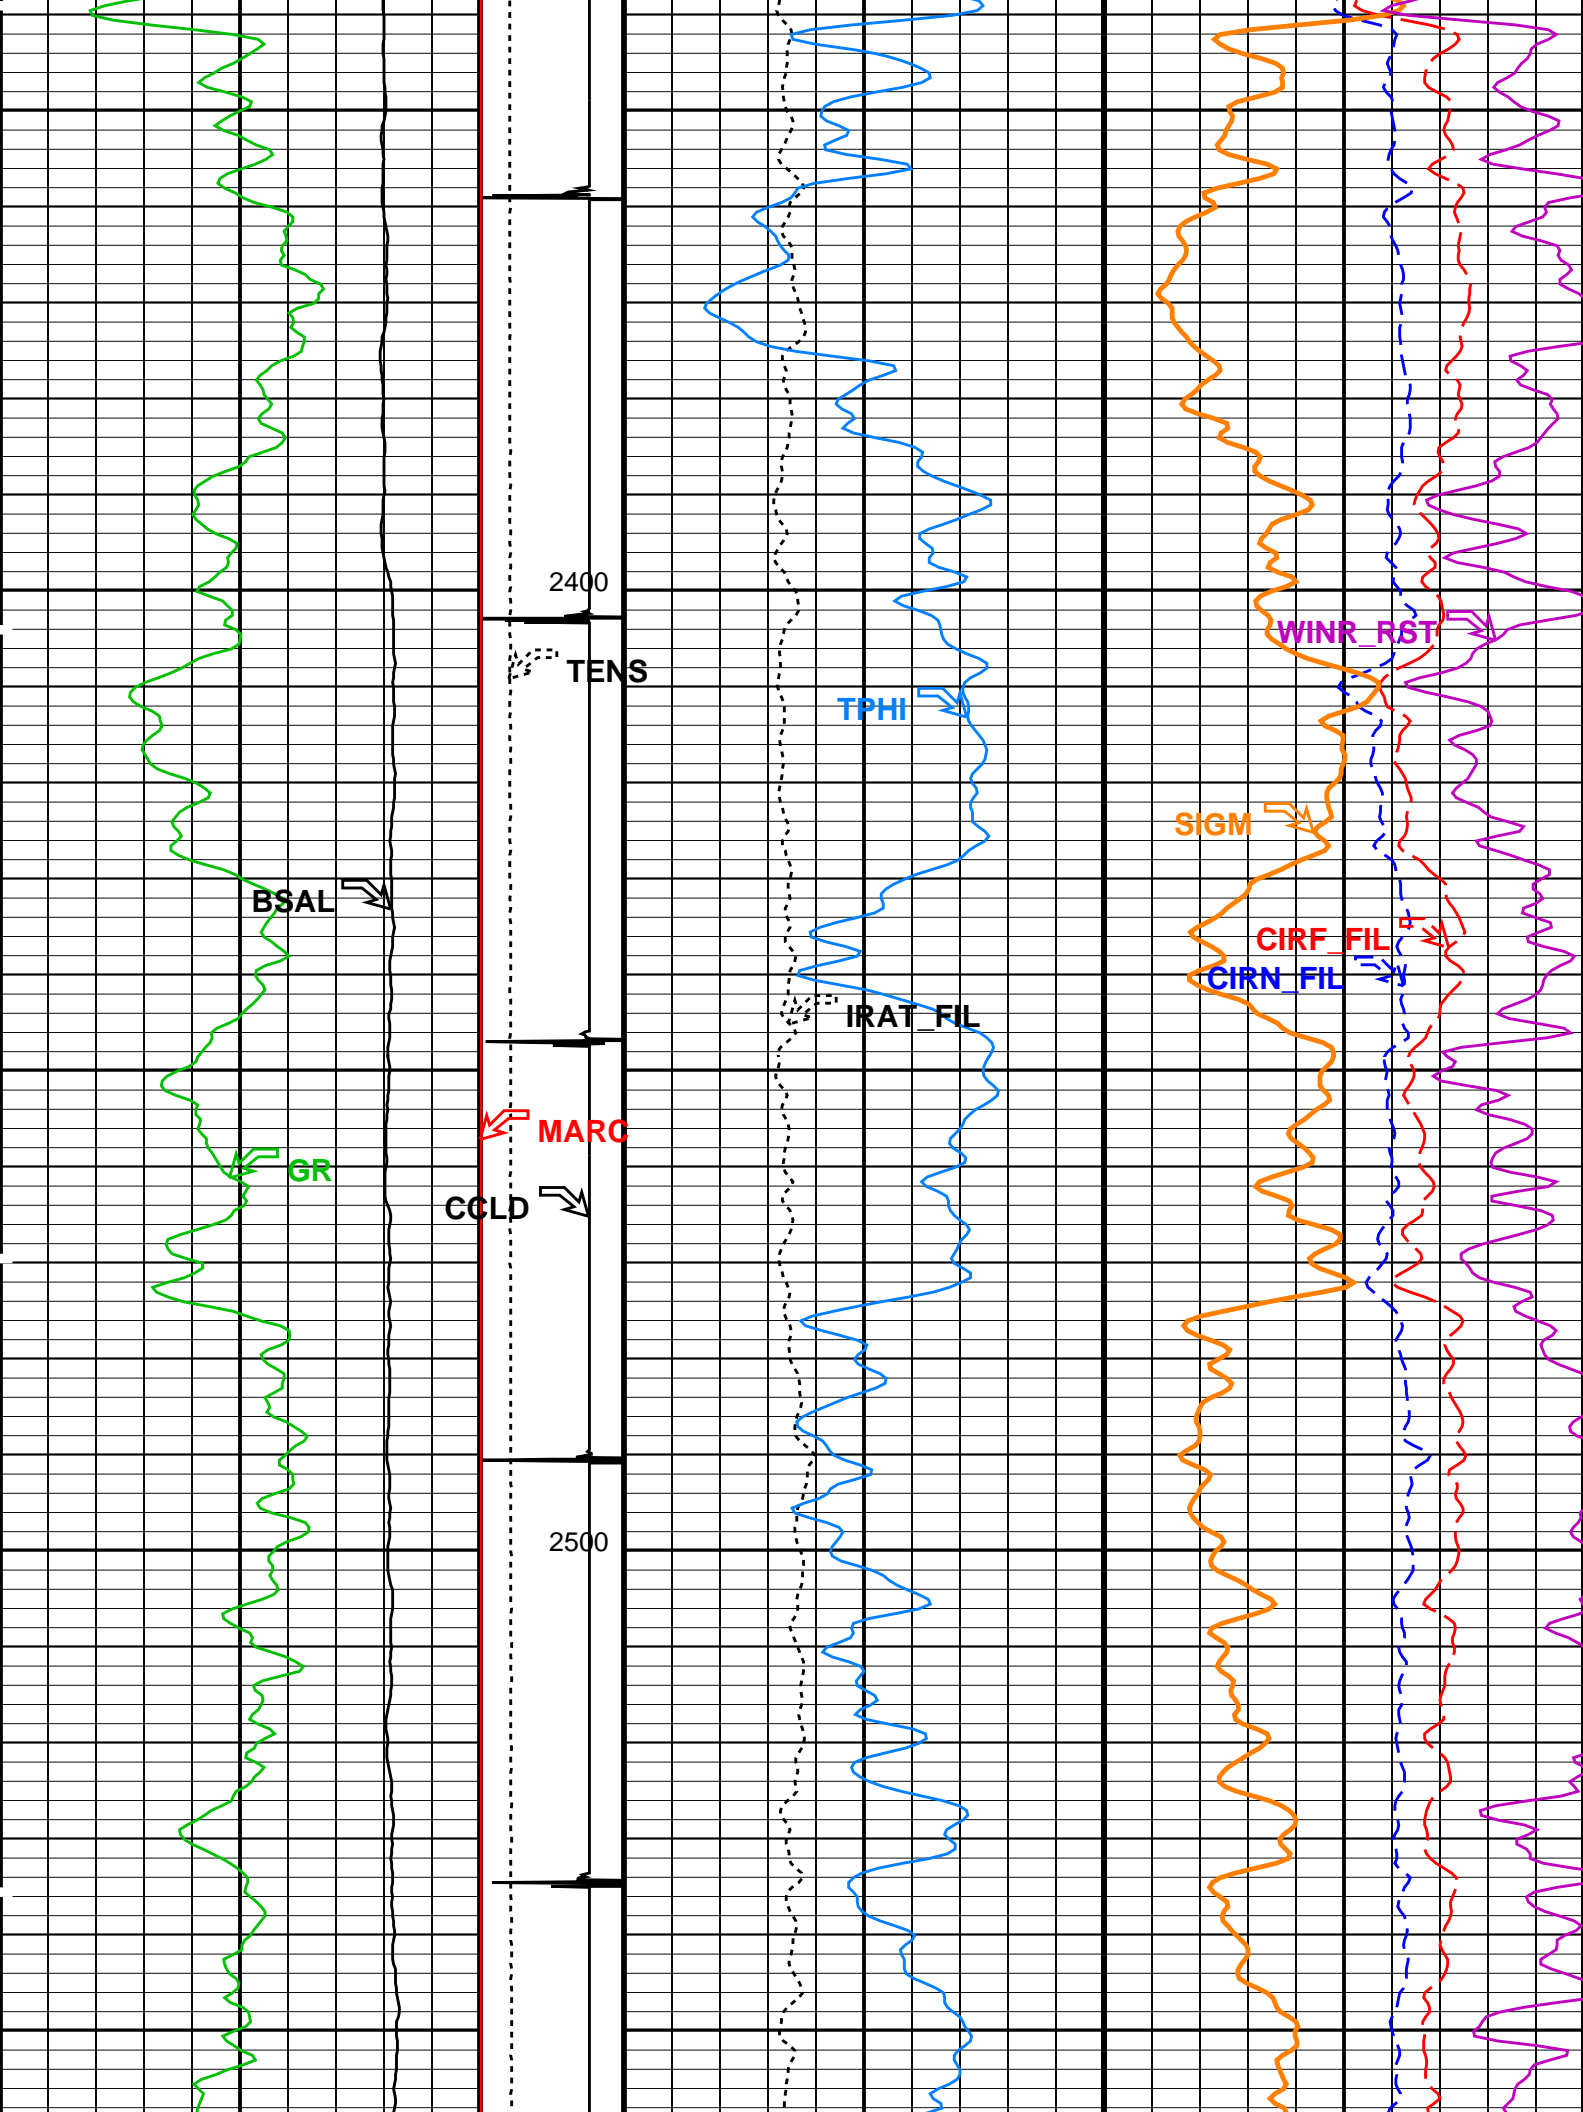 2400
WINR_RST
TENS
TPHI
SIGM
BSAL
CIRF_FIL
CIRN_FIL
IRAT_FIL
MARC
GR
CCLD
2500